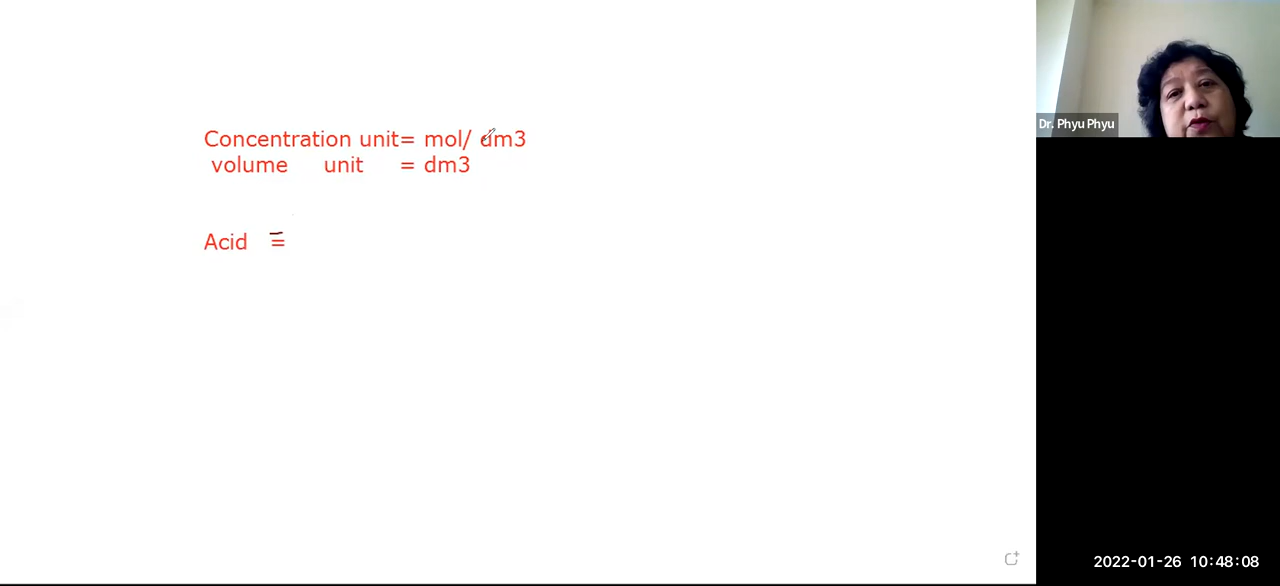 Concentration unit= mol/ dm3
volume unit = dm3
Acid =
Dr. Phyu Phyu
2022-01-26 10:48:08